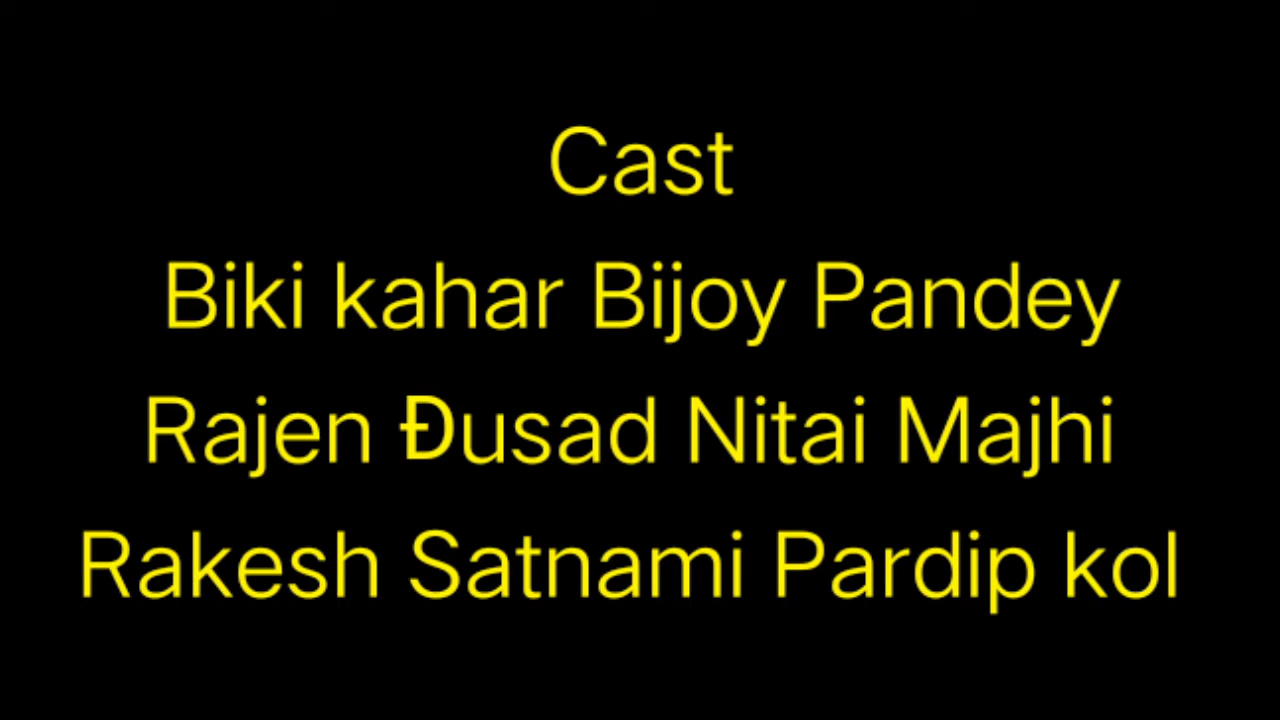 Cast
Biki kahar Bijoy Pandey
Rajen Đusad Nitai Majhi
Rakesh Satnami Pardip kol